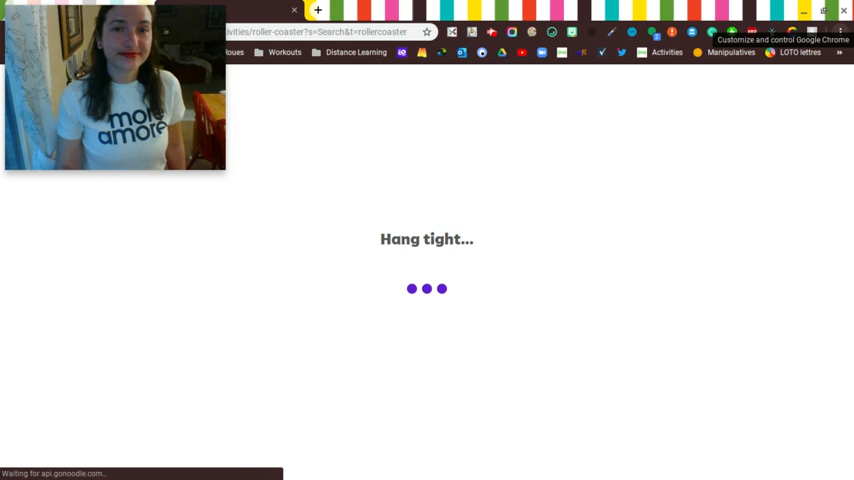 ivities/roller-coaster?s=Search&t=rollercoaster
Customize and control Google Chrome
Roues
Workouts
Distance Learning
Activities
Manipulatives
LOTO lettres
»
more
amore
Hang tight...
Waiting for api.gonoodle.com...